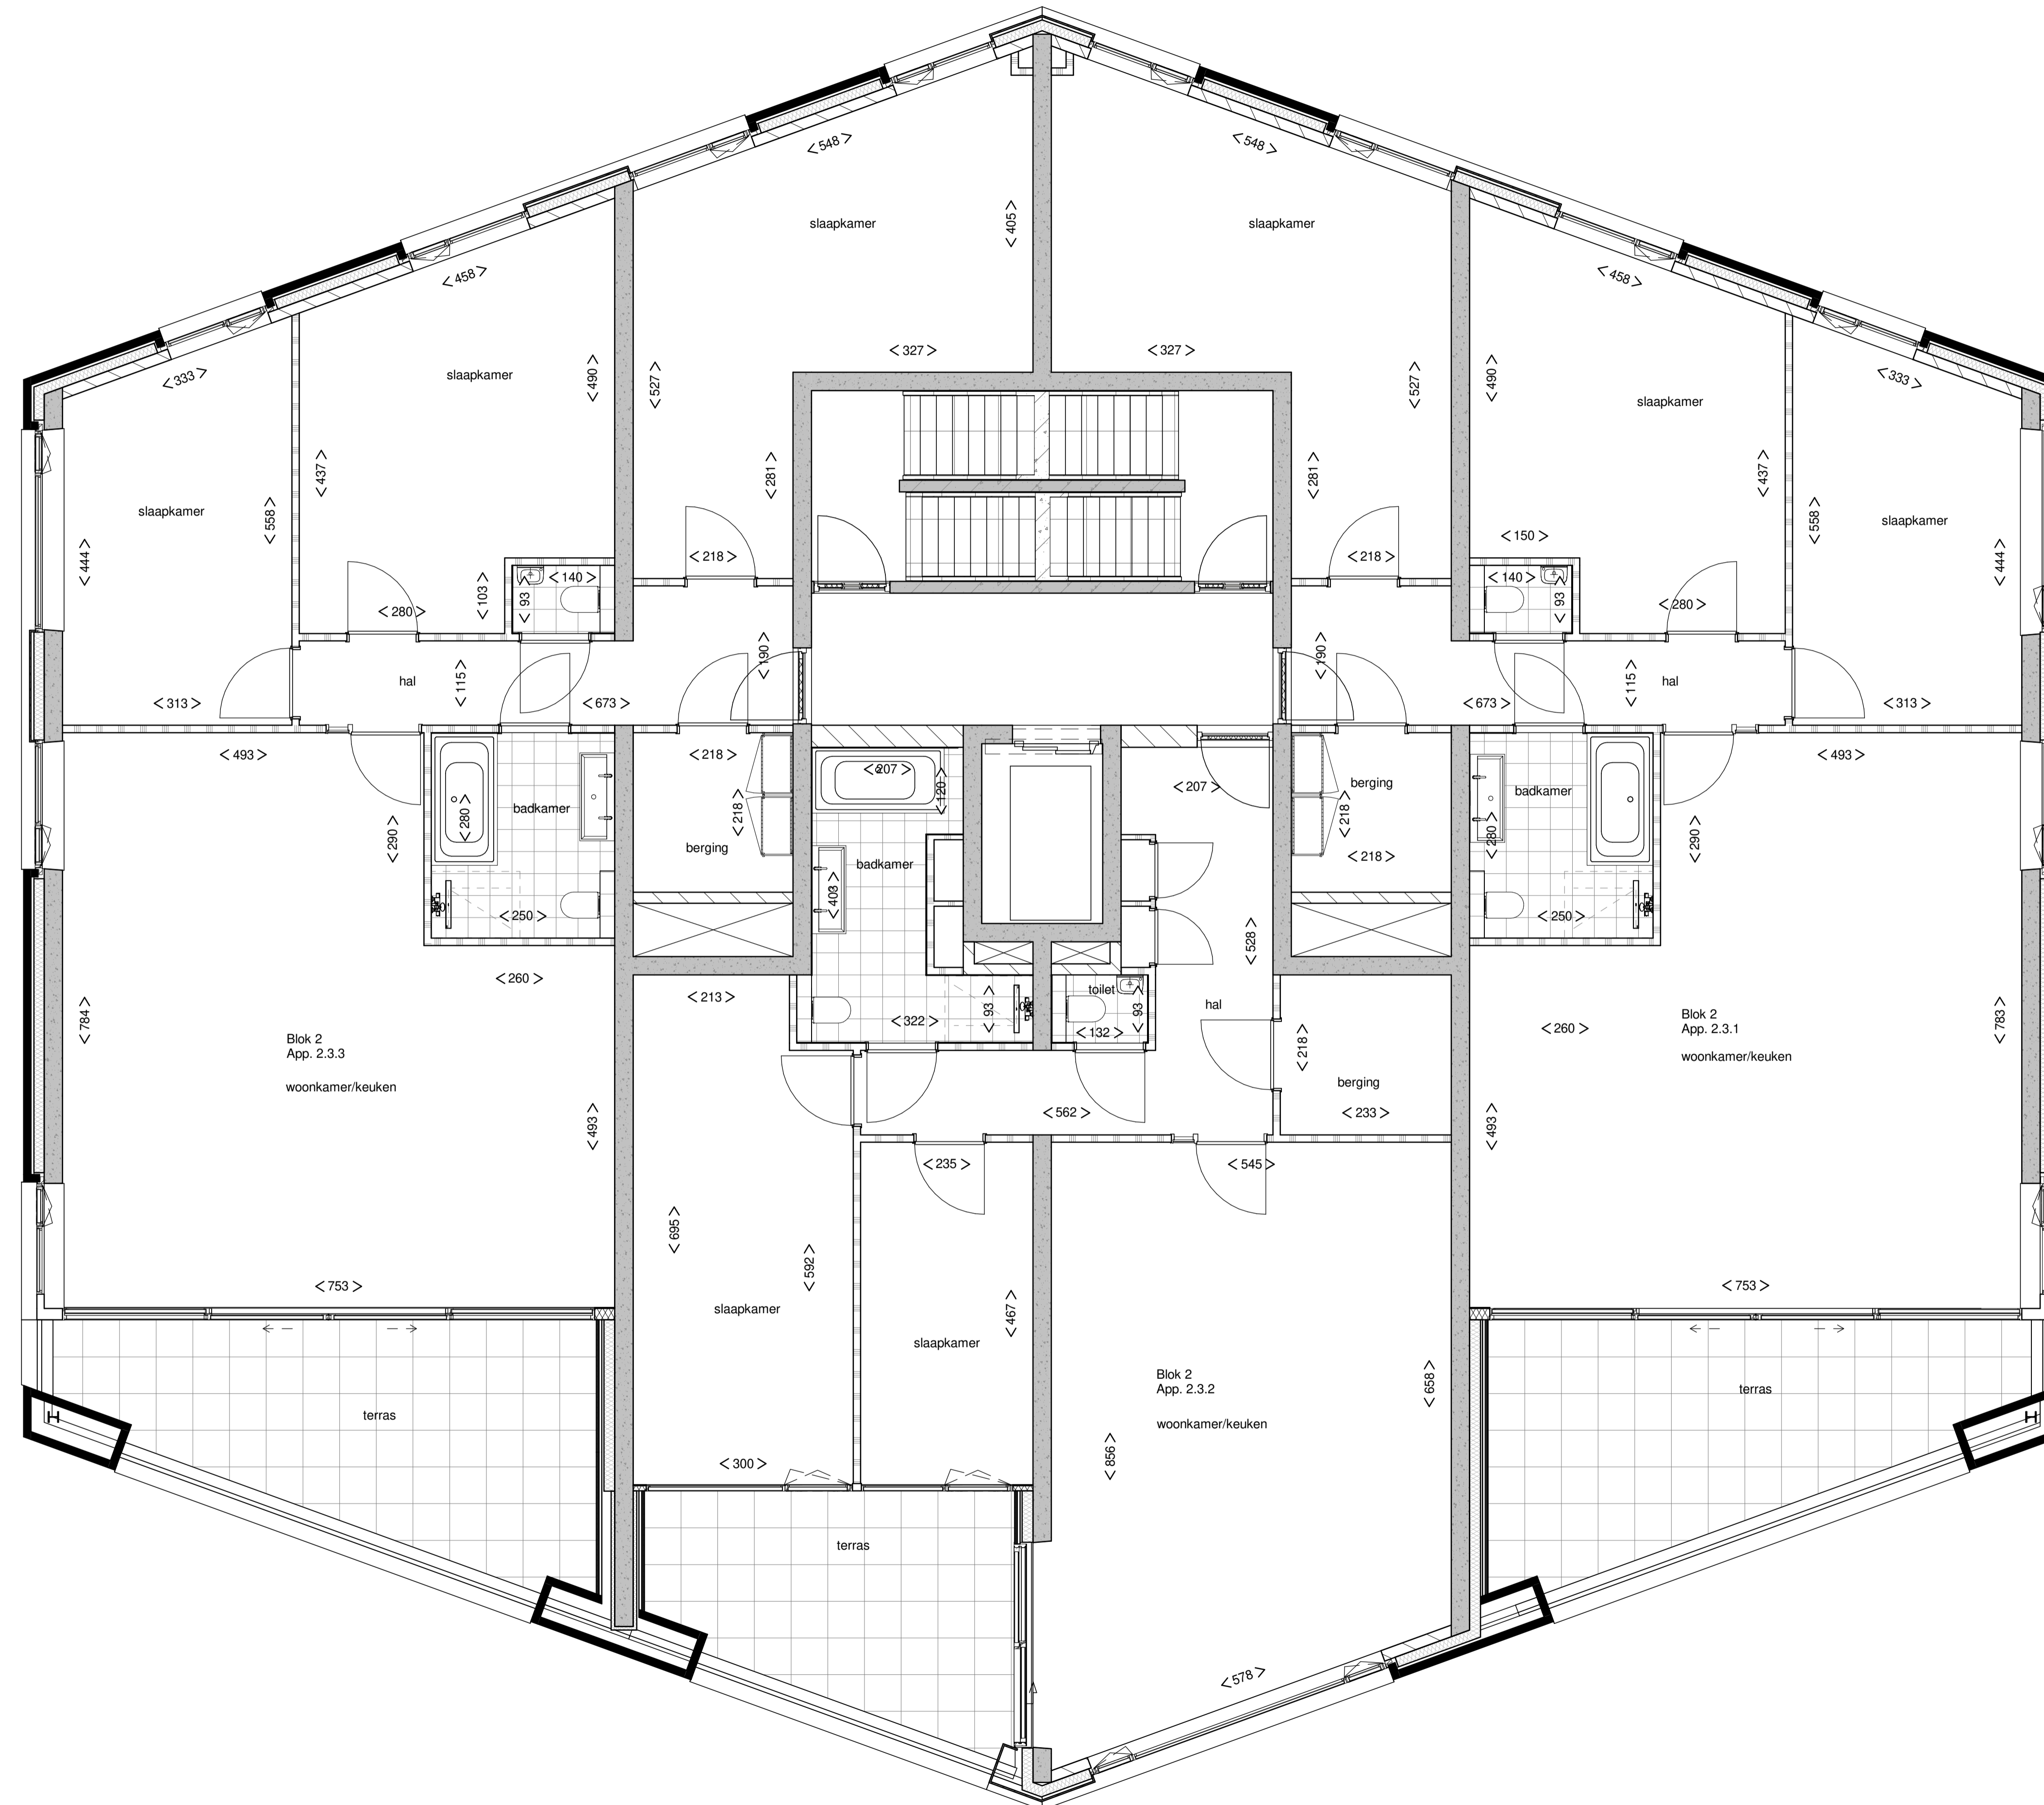 < 548 >
< 548 >
slaapkamer
< 405 >
slaapkamer
< 458 >
< 458 >
< 327 >
< 327 >
< 333 >
slaapkamer
< 490 >
< 527 >
< 527 >
< 490 >
slaapkamer
< 333 >
< 437 >
< 281 >
< 281 >
< 437 >
slaapkamer
< 558 >
< 558 >
slaapkamer
< 150 >
< 444 >
< 218 >
< 218 >
< 444 >
< 140 >
< 140 >
< 103 >
< 93 >
< 93 >
< 280 >
< 280 >
< 190 >
< 190 >
hal
< 115 >
< 115 >
hal
< 313 >
< 673 >
< 673 >
< 313 >
< 493 >
< 218 >
< 207 >
< 120 >
< 207 >
berging
< 493 >
badkamer
badkamer
< 280 >
< 218 >
< 218 >
< 280 >
< 290 >
berging
badkamer
< 218 >
< 290 >
< 403 >
< 250 >
< 250 >
< 528 >
< 260 >
< 213 >
toilet
hal
< 784 >
< 322 >
< 93 >
< 93 >
< 132 >
< 260 >
Blok 2
App. 2.3.1
< 783 >
Blok 2
App. 2.3.3
< 218 >
woonkamer/keuken
woonkamer/keuken
berging
< 493 >
< 562 >
< 233 >
< 493 >
< 235 >
< 545 >
< 695 >
< 592 >
< 753 >
< 753 >
slaapkamer
< 467 >
slaapkamer
Blok 2
App. 2.3.2
< 658 >
terras
terras
woonkamer/keuken
< 300 >
< 856 >
terras
< 578 >